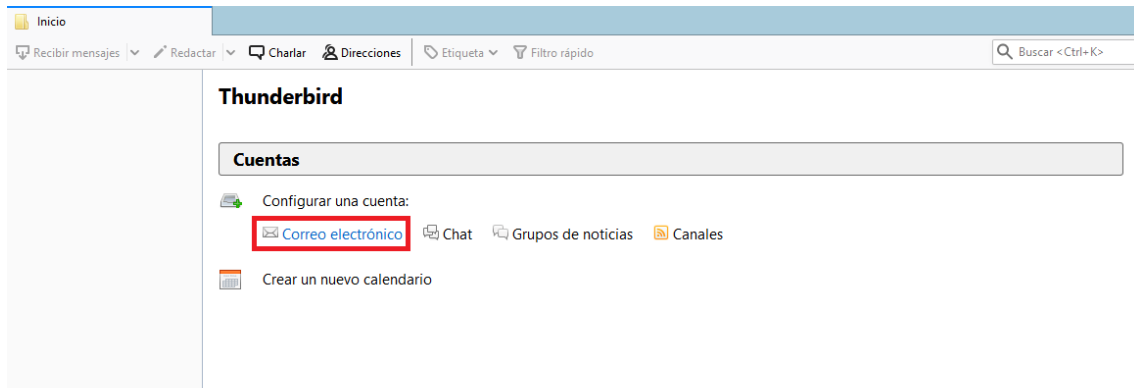 Inicio
Recibir mensajes Redactar Charlar Direcciones Etiqueta Filtro rápido Buscar <Ctrl+K>
Thunderbird
Cuentas
Configurar una cuenta:
Correo electrónico Chat Grupos de noticias Canales
Crear un nuevo calendario